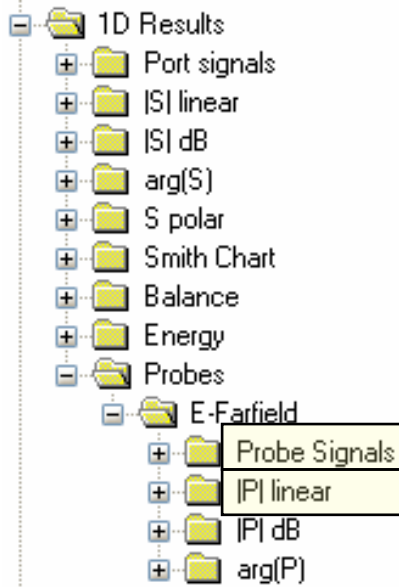 1D Results
Port signals
|S| linear
|S| dB
arg(S)
S polar
Smith Chart
Balance
Energy
Probes
E-Farfield
Probe Signals
|P| linear
|P| dB
arg(P)